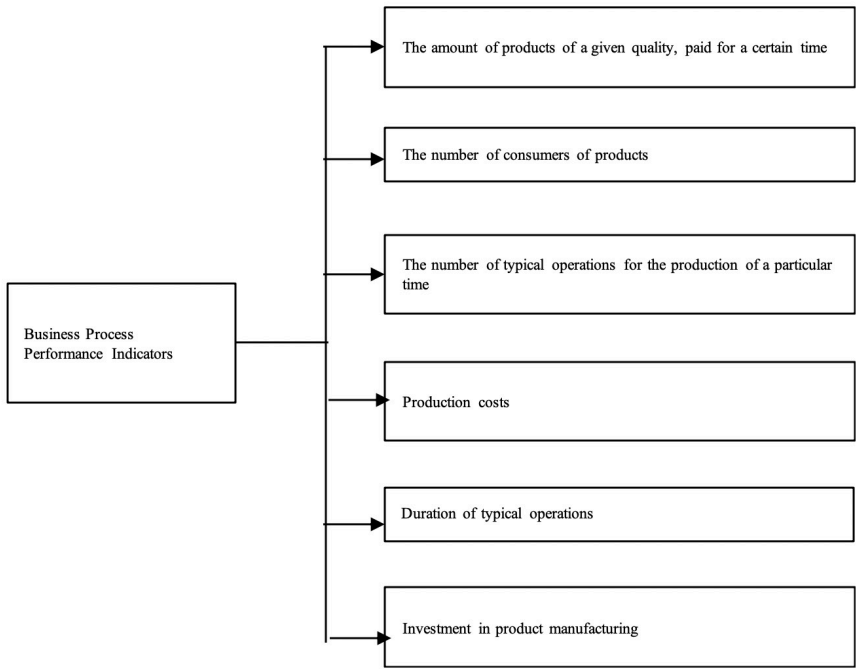 The amount of products of a given quality, paid for a certain time
The number of consumers of products
The number of typical operations for the production of a particular
time
Business Process
Performance Indicators
Production costs
Duration of typical operations
Investment in product manufacturing